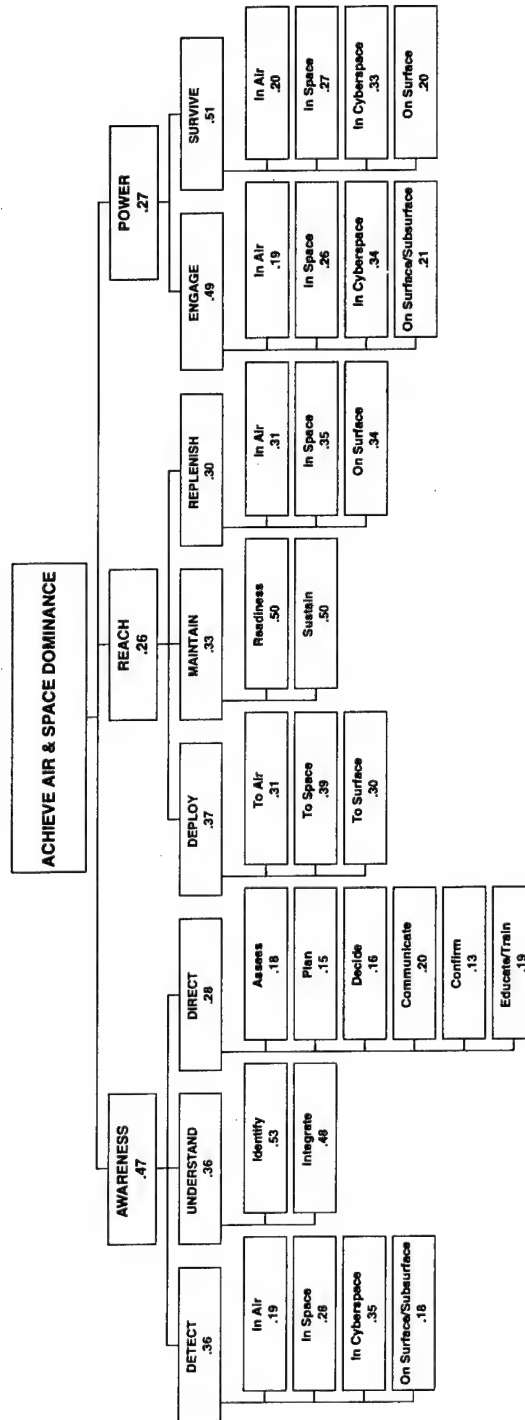 ACHIEVE AIR & SPACE DOMINANCE
AWARENESS
.47
REACH
.26
POWER
.27
DETECT
.36
UNDERSTAND
.36
DIRECT
.28
DEPLOY
.37
MAINTAIN
.33
REPLENISH
.30
ENGAGE
.49
SURVIVE
.51
In Air
.19
In Space
.28
In Cyberspace
.35
On Surface/Subsurface
.18
Identify
.53
Integrate
.48
Assess
.18
Plan
.15
Decide
.16
Communicate
.20
Confirm
.13
Educate/Train
.19
To Air
.31
To Space
.39
To Surface
.30
Readiness
.50
Sustain
.50
In Air
.31
In Space
.35
On Surface
.34
In Air
.19
In Space
.26
In Cyberspace
.34
On Surface/Subsurface
.21
In Air
.20
In Space
.27
In Cyberspace
.33
On Surface
.20